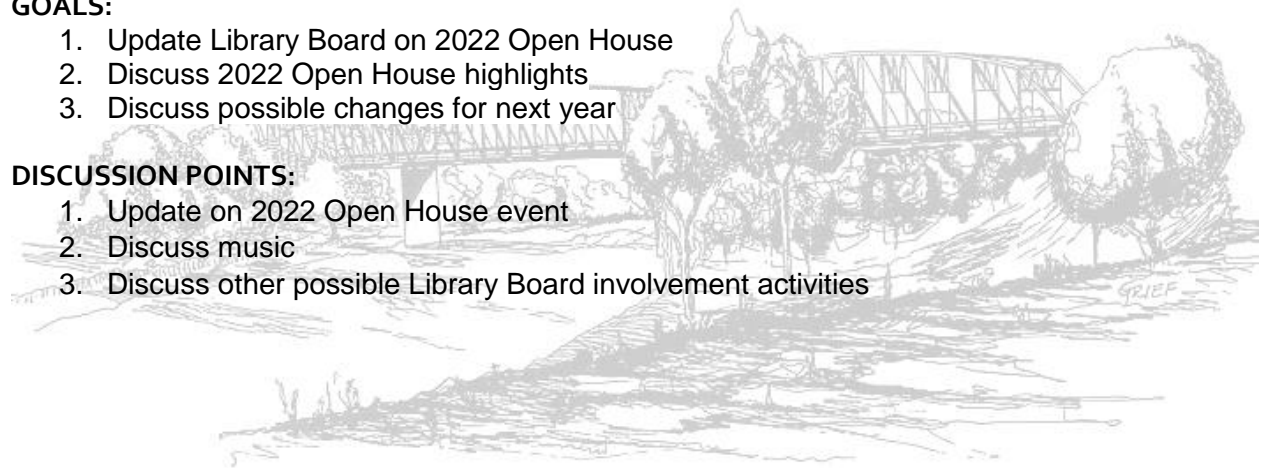 GOALS:
1. Update Library Board on 2022 Open House
2. Discuss 2022 Open House highlights
3. Discuss possible changes for next year
DISCUSSION POINTS:
1. Update on 2022 Open House event
2. Discuss music
3. Discuss other possible Library Board involvement activities
GRIEF